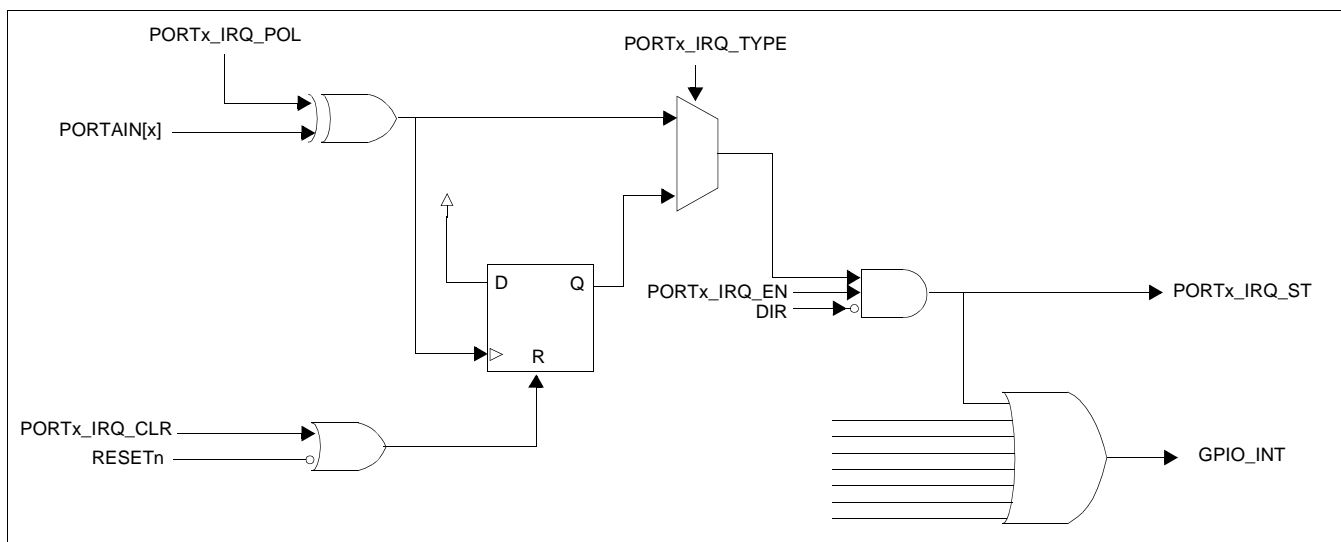 PORTx_IRQ_POL
PORTx_IRQ_TYPE
PORTAIN[x]
D
Q
R
PORTx_IRQ_EN
DIR
PORTx_IRQ_ST
PORTx_IRQ_CLR
RESETn
GPIO_INT